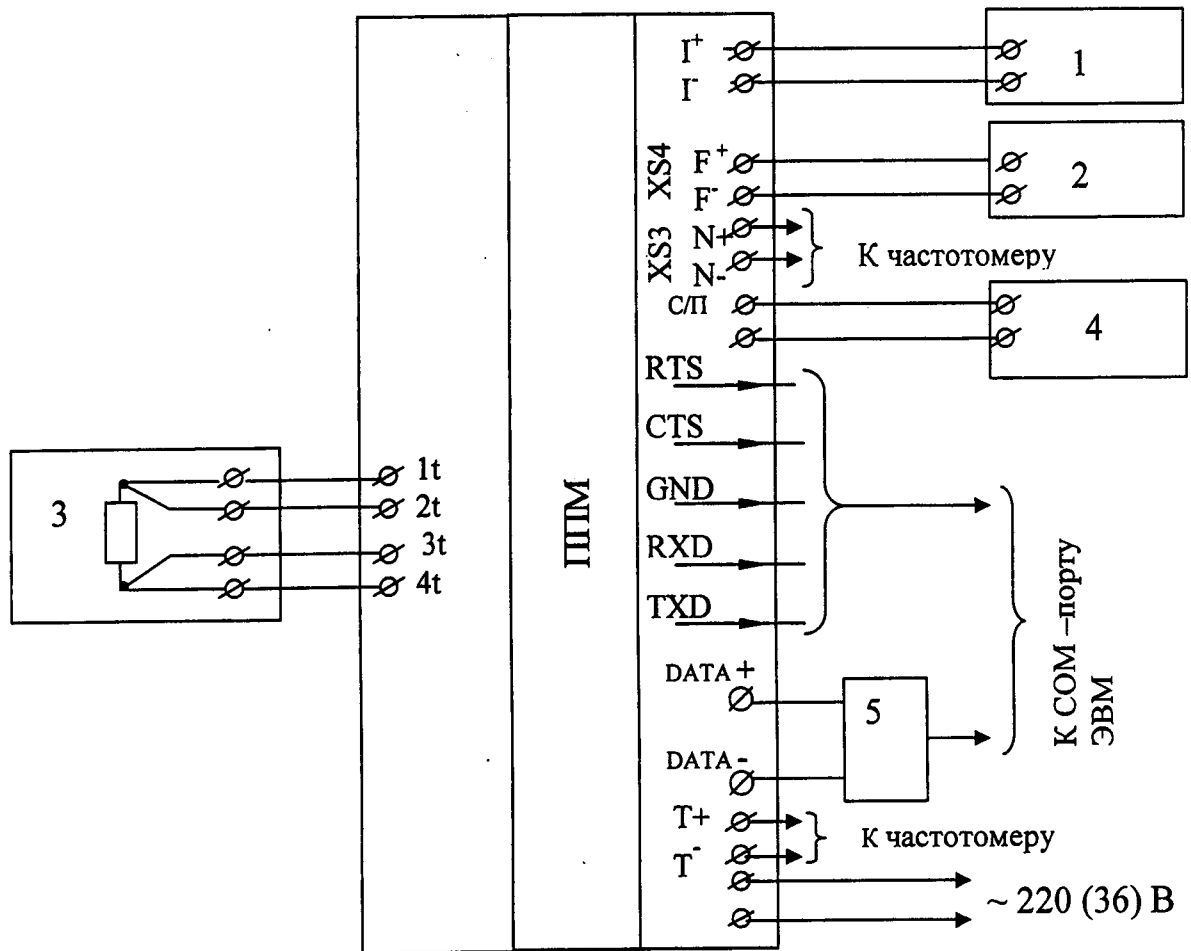 I+
I-
1
XS4
F+
F-
2
XS3
N+
N-
К частотомеру
С/П
4
RTS
CTS
GND
RXD
TXD
3
1t
2t
3t
4t
ППМ
DATA +
DATA -
5
К COM –порту
ЭВМ
T+
T-
К частотомеру
~ 220 (36) В